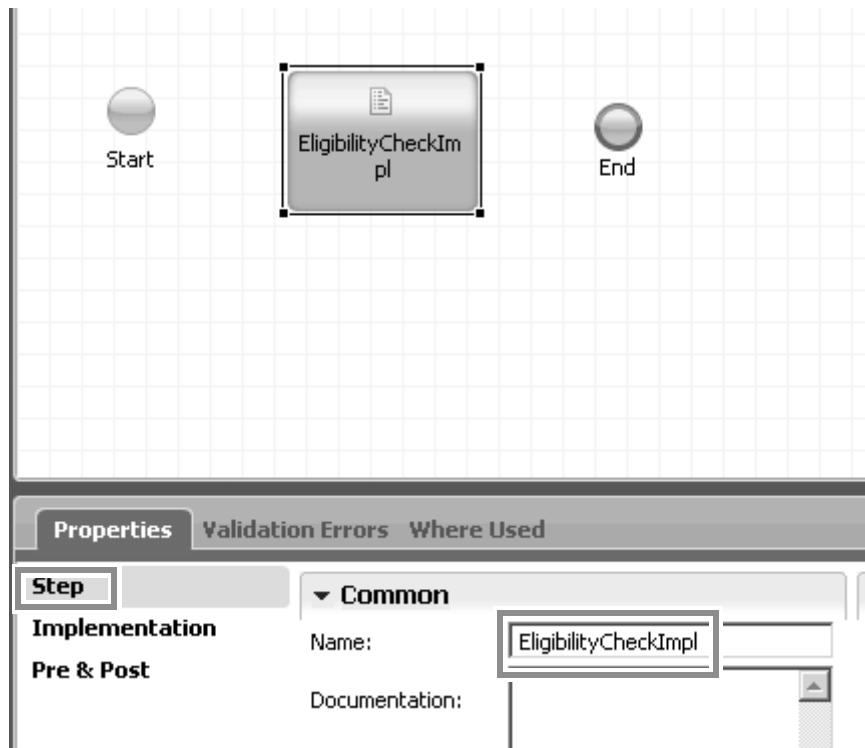 Start
EligibilityCheckIm
pl
End
Properties Validation Errors Where Used
Step
Common
Implementation
Name: EligibilityCheckImpl
Pre & Post
Documentation: